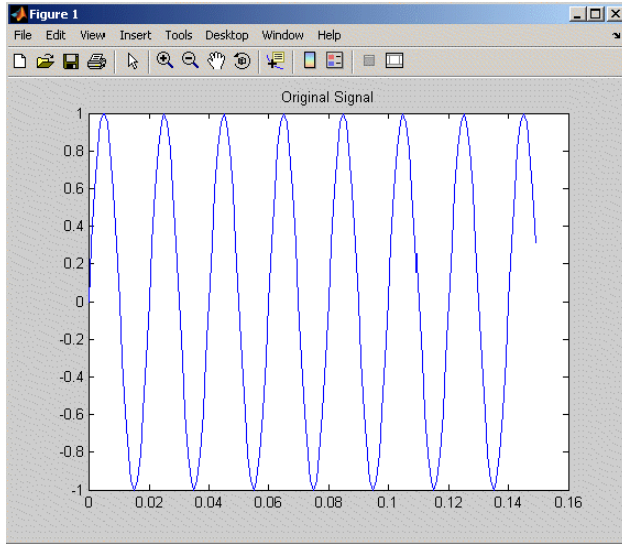 Figure 1
File Edit View Insert Tools Desktop Window Help
Original Signal
1
0.8
0.6
0.4
0.2
0
-0.2
-0.4
-0.6
-0.8
-1
0 0.02 0.04 0.06 0.08 0.1 0.12 0.14 0.16